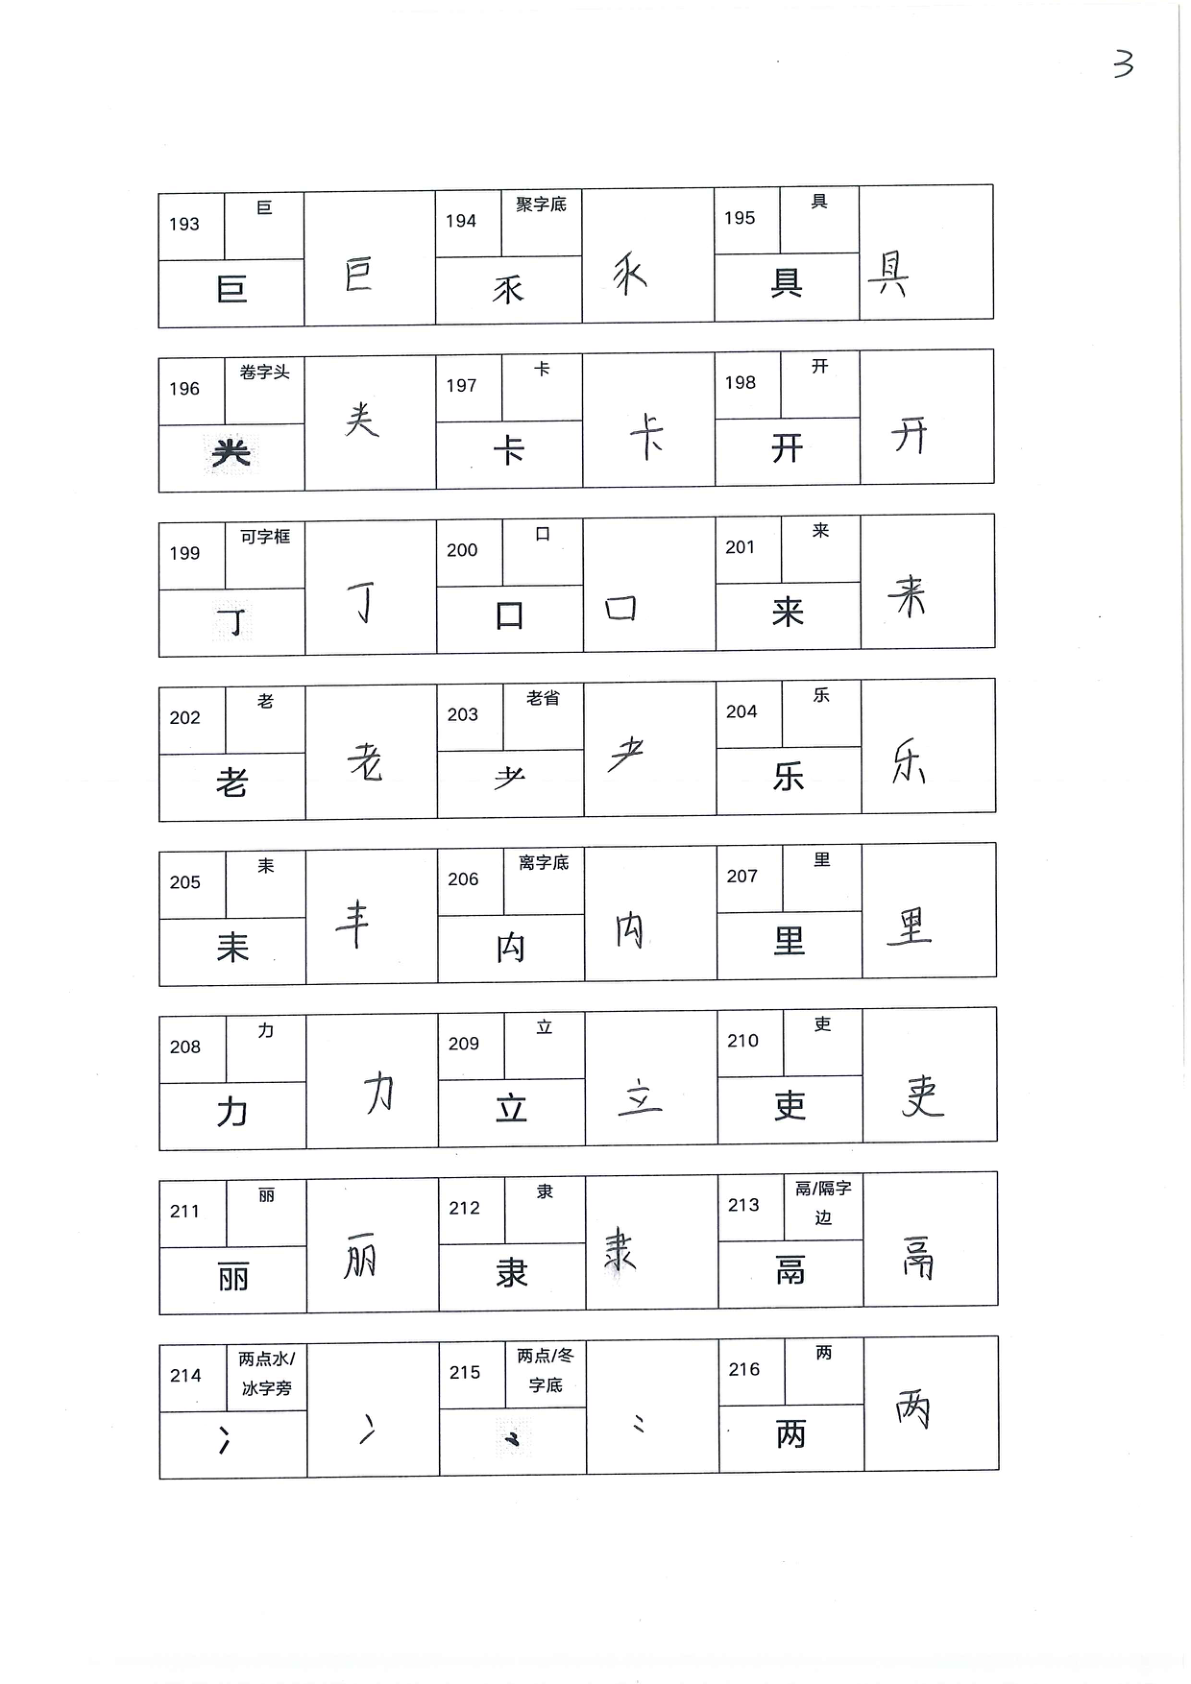 3
193 巨 巨 巨 194 聚字底 乑 乑 195 具 具 具
196 卷字头 龹 龹 197 卡 卡 卡 198 开 开 开
199 可字框 丁 丁 200 口 口 口 201 来 来 来
202 老 老 老 203 老省 耂 耂 204 乐 乐 乐
205 耒 耒 丰 206 离字底 禸 禸 207 里 里 里
208 力 力 力 209 立 立 立 210 吏 吏 吏
211 丽 丽 丽 212 隶 隶 隶 213 鬲/隔字边 鬲 鬲
214 两点水/冰字旁 冫 冫 215 两点/冬字底 ⺀ ⺀ 216 两 两 两